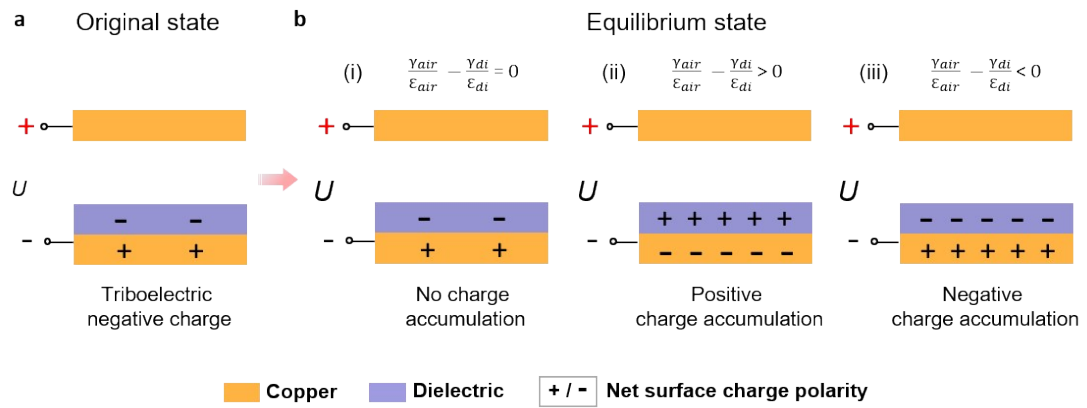 a Original state
b Equilibrium state
(i) γair/εair − γdi/εdi = 0
(ii) γair/εair − γdi/εdi > 0
(iii) γair/εair − γdi/εdi < 0
+ + + +
U U U U
− − + + + + + − − − − −
− − − −
+ + + + − − − − − + + + + +
Triboelectric
negative charge
No charge
accumulation
Positive
charge accumulation
Negative
charge accumulation
Copper Dielectric + / - Net surface charge polarity